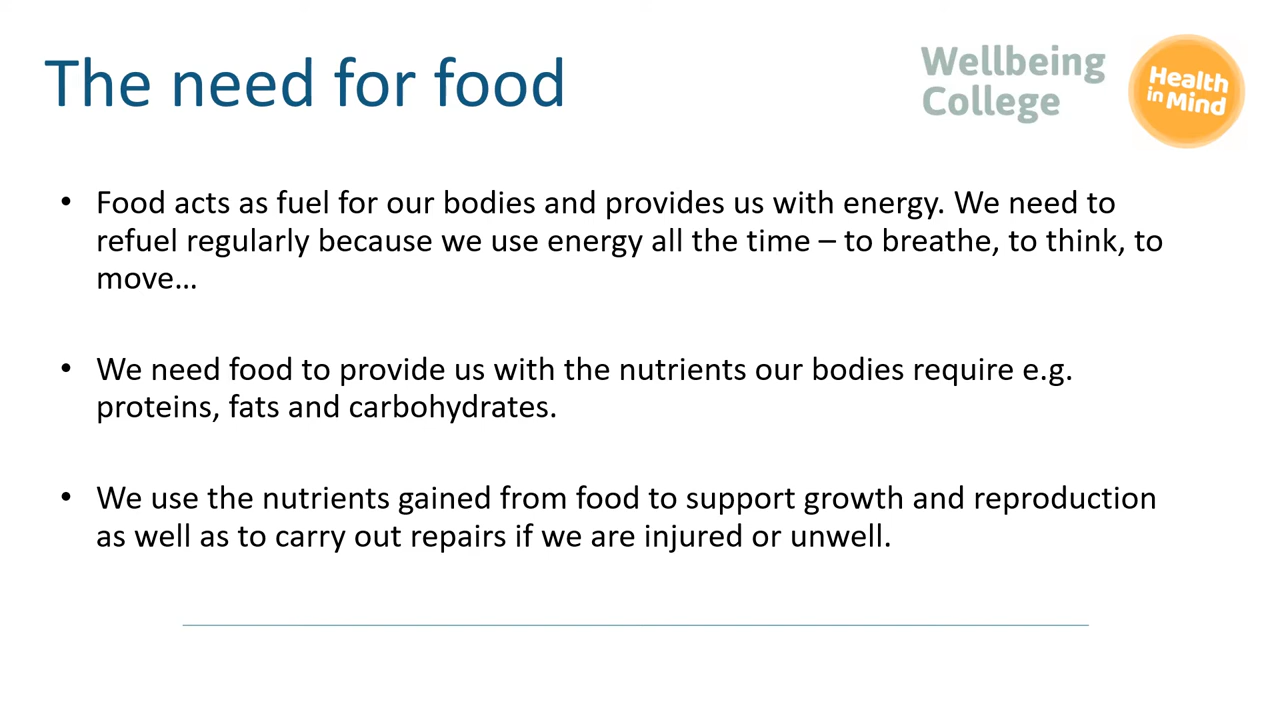 The need for food
Wellbeing
College
Health
in Mind
• Food acts as fuel for our bodies and provides us with energy. We need to
refuel regularly because we use energy all the time – to breathe, to think, to
move…
• We need food to provide us with the nutrients our bodies require e.g.
proteins, fats and carbohydrates.
• We use the nutrients gained from food to support growth and reproduction
as well as to carry out repairs if we are injured or unwell.